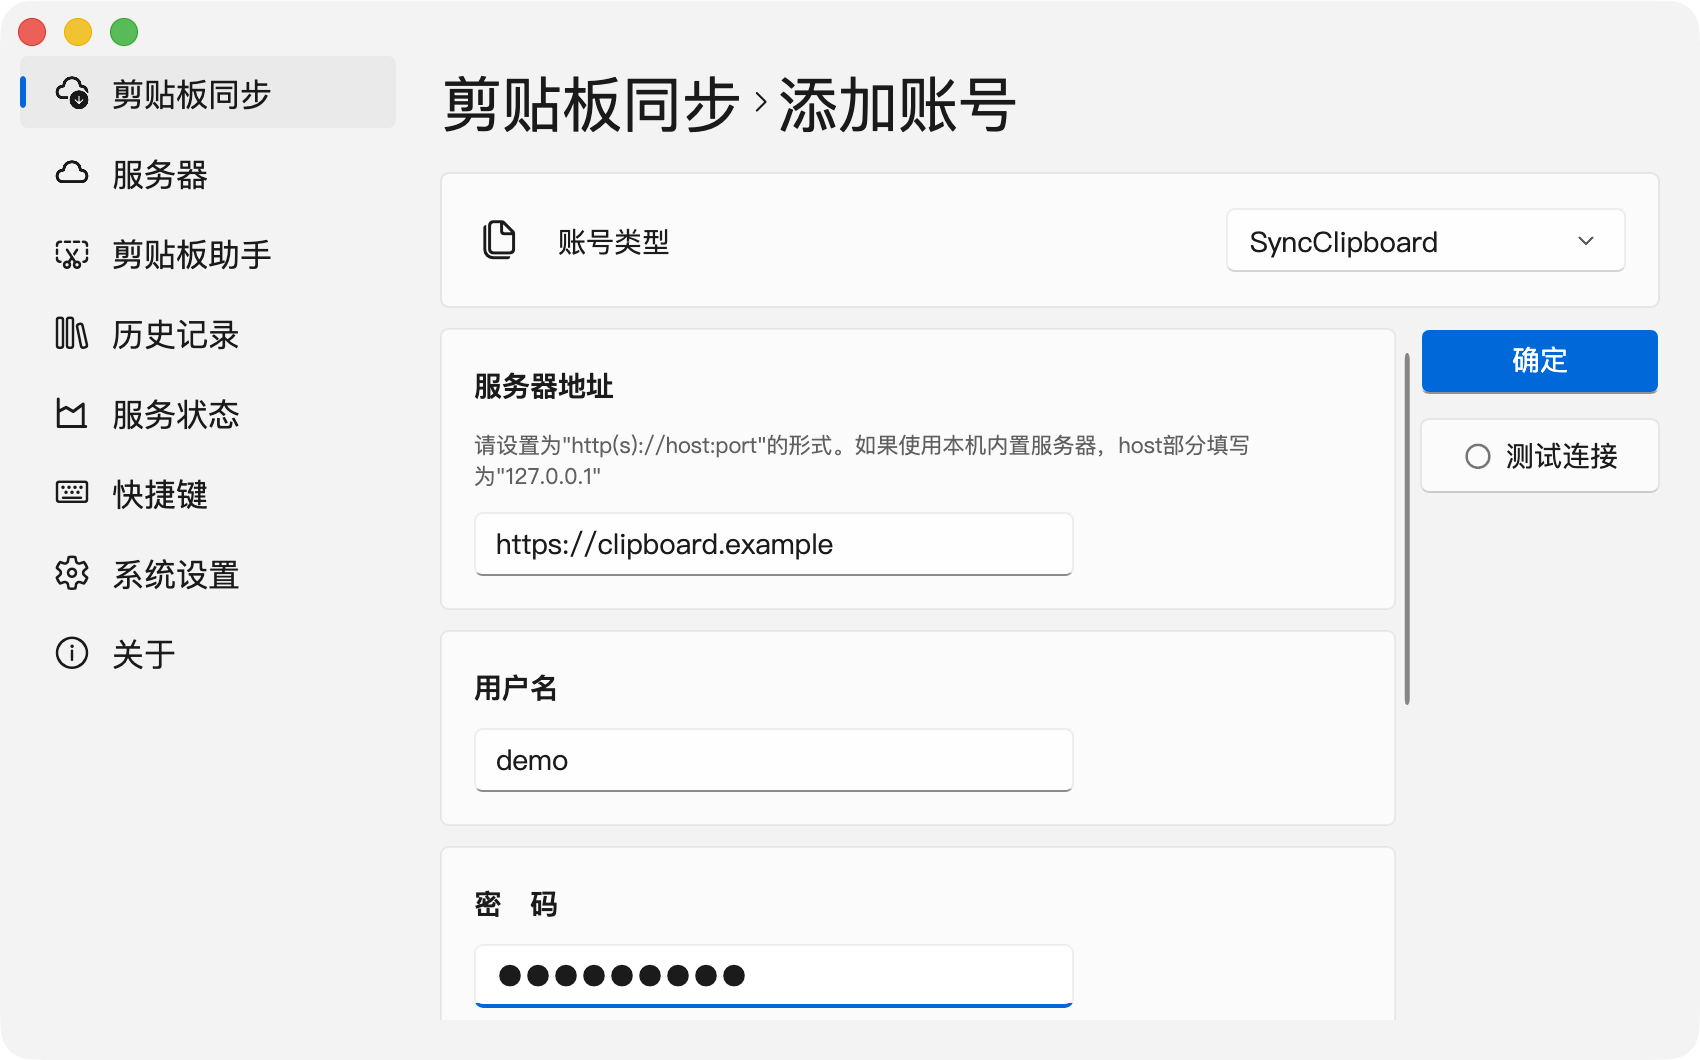 剪贴板同步
服务器
剪贴板助手
历史记录
服务状态
快捷键
系统设置
关于
剪贴板同步 › 添加账号
账号类型
SyncClipboard
服务器地址
请设置为"http(s)://host:port"的形式。如果使用本机内置服务器，host部分填写
为"127.0.0.1"
https://clipboard.example
用户名
demo
密　码
●●●●●●●●●
确定
测试连接